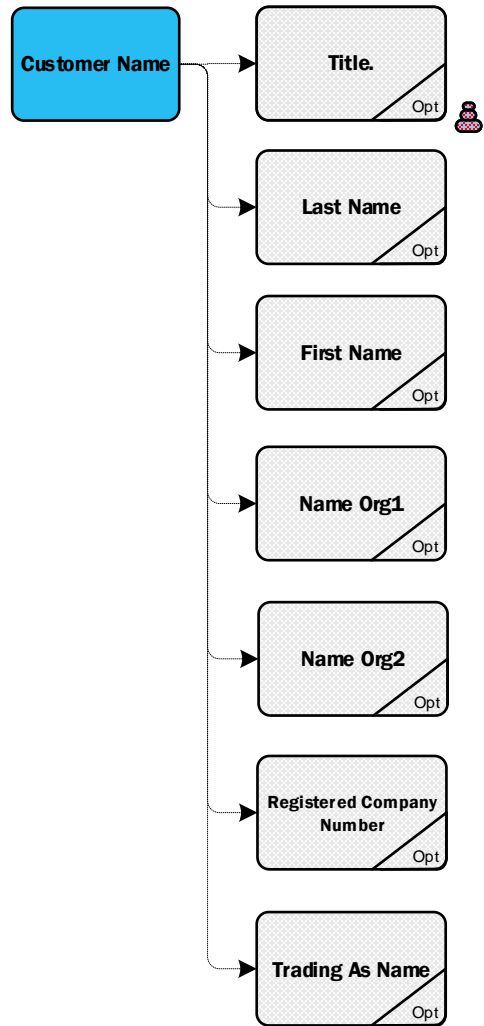 Customer Name
Title.
Opt
Last Name
Opt
First Name
Opt
Name Org1
Opt
Name Org2
Opt
Registered Company
Number
Opt
Trading As Name
Opt